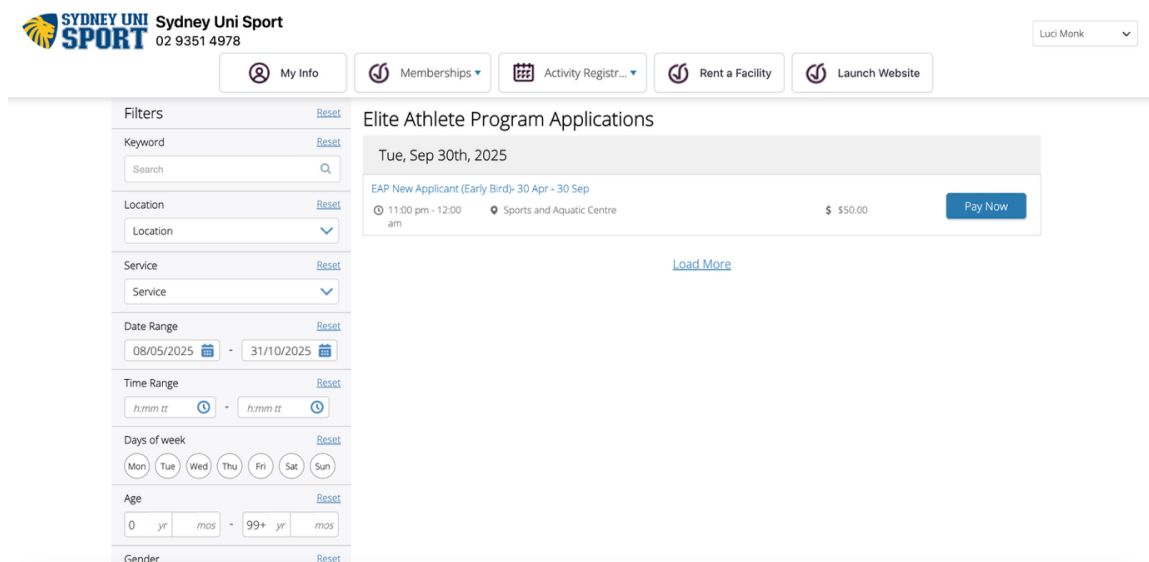 SYDNEY UNI
SPORT
Sydney Uni Sport
02 9351 4978
Luci Monk
My Info
Memberships
Activity Registr...
Rent a Facility
Launch Website
Filters Reset
Keyword Reset
Search
Location Reset
Location
Service Reset
Service
Date Range Reset
08/05/2025 - 31/10/2025
Time Range Reset
h:mm tt - h:mm tt
Days of week Reset
Mon Tue Wed Thu Fri Sat Sun
Age Reset
0 yr mos - 99+ yr mos
Gender Reset
Elite Athlete Program Applications
Tue, Sep 30th, 2025
EAP New Applicant (Early Bird)- 30 Apr - 30 Sep
11:00 pm - 12:00 am
Sports and Aquatic Centre
$ $50.00
Pay Now
Load More